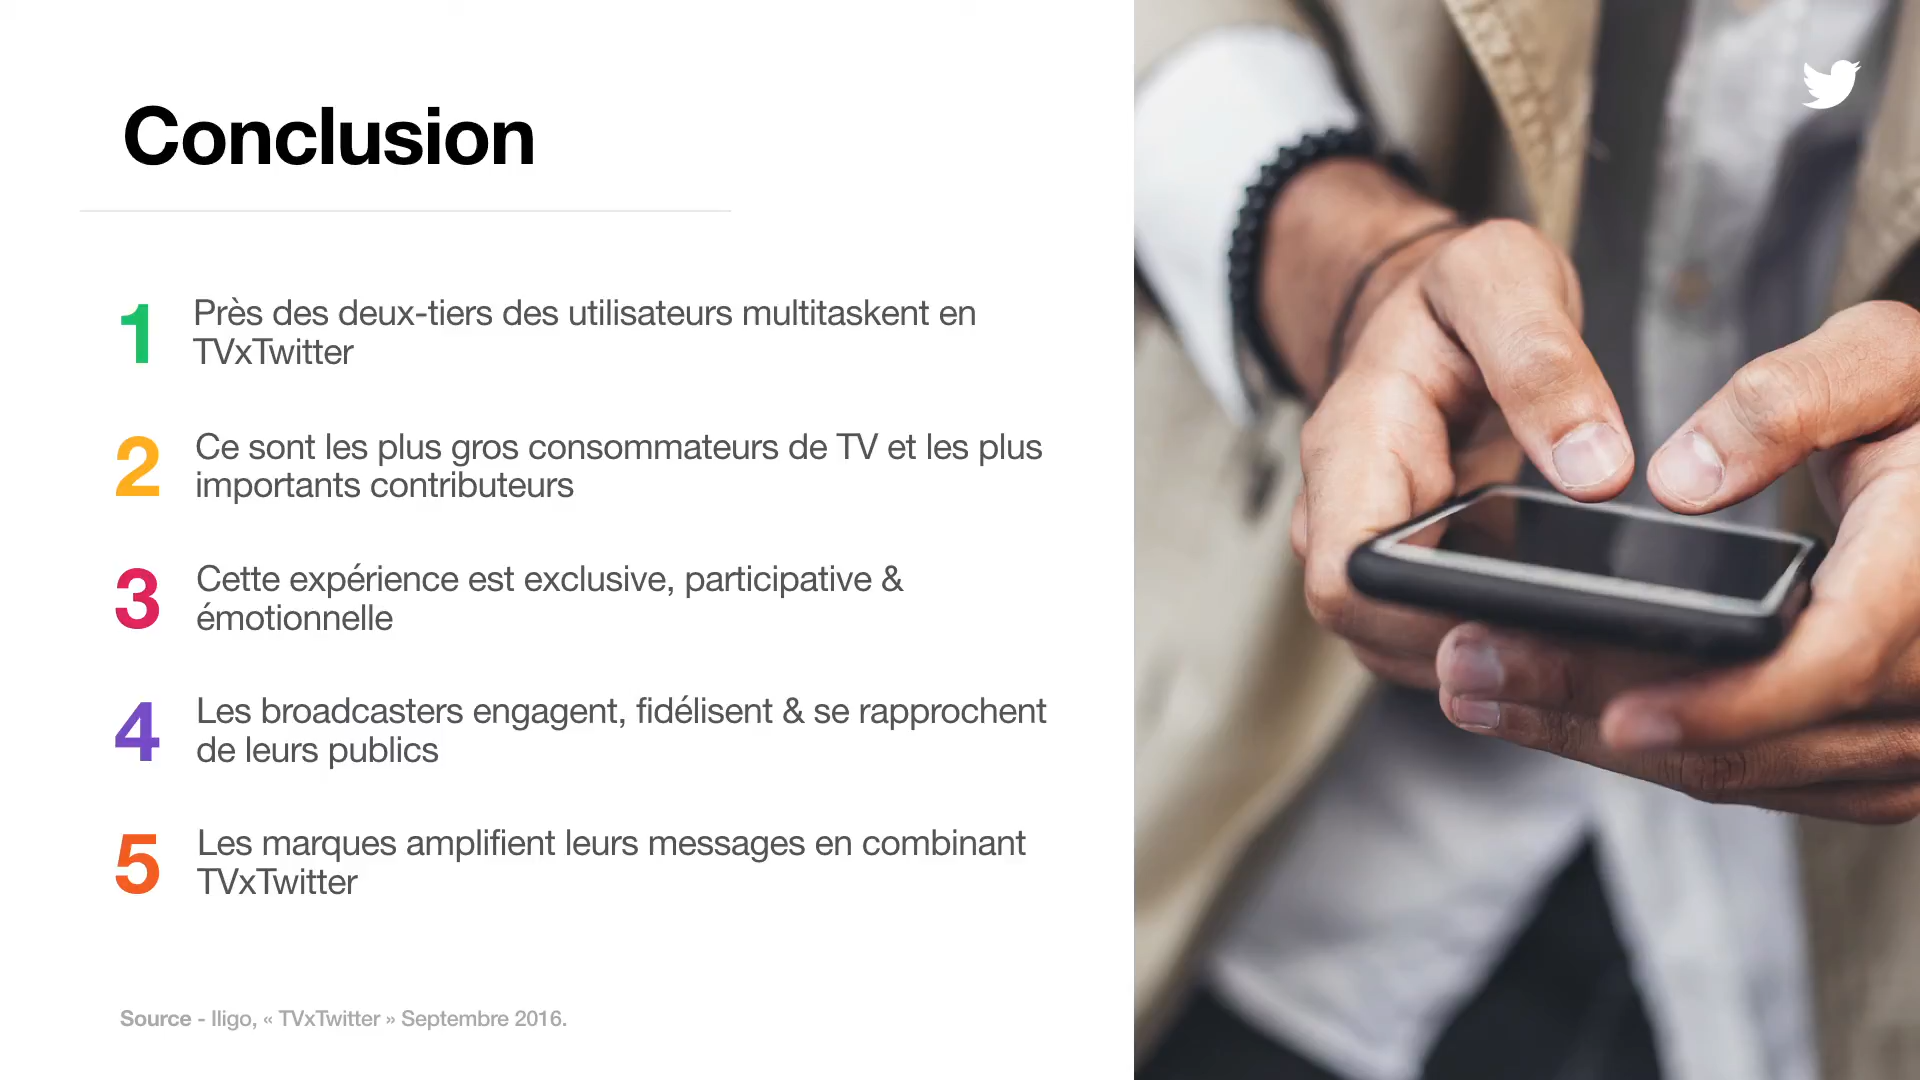 Conclusion
1
Près des deux-tiers des utilisateurs multitaskent en
TVxTwitter
2
Ce sont les plus gros consommateurs de TV et les plus
importants contributeurs
3
Cette expérience est exclusive, participative &
émotionnelle
4
Les broadcasters engagent, fidélisent & se rapprochent
de leurs publics
5
Les marques amplifient leurs messages en combinant
TVxTwitter
Source - Iligo, « TVxTwitter » Septembre 2016.